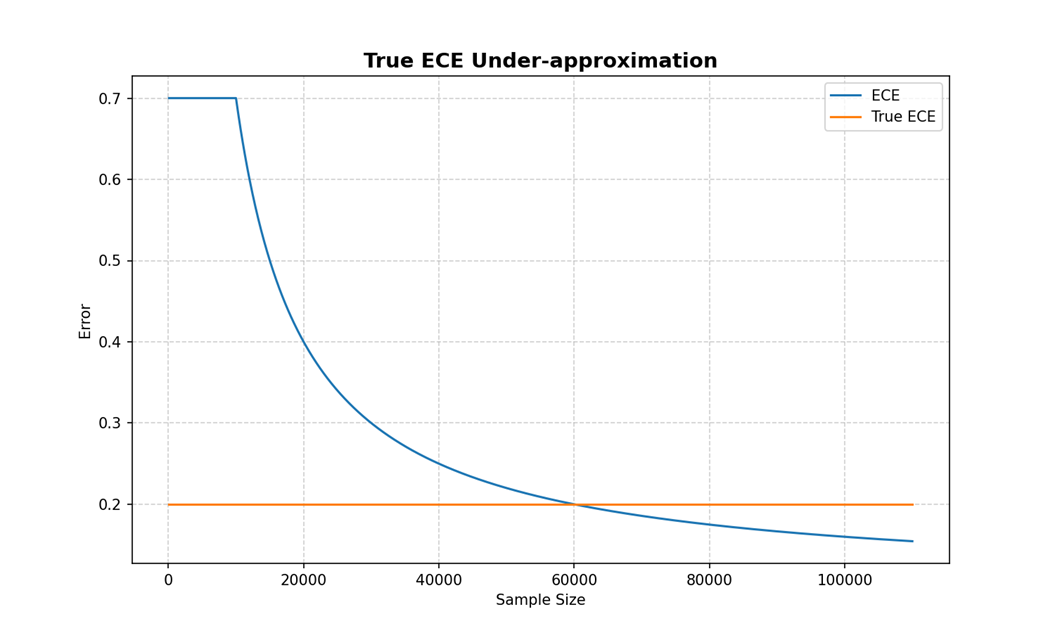 True ECE Under-approximation
ECE
True ECE
0.7
0.6
0.5
0.4
0.3
0.2
Error
0
20000
40000
60000
80000
100000
Sample Size